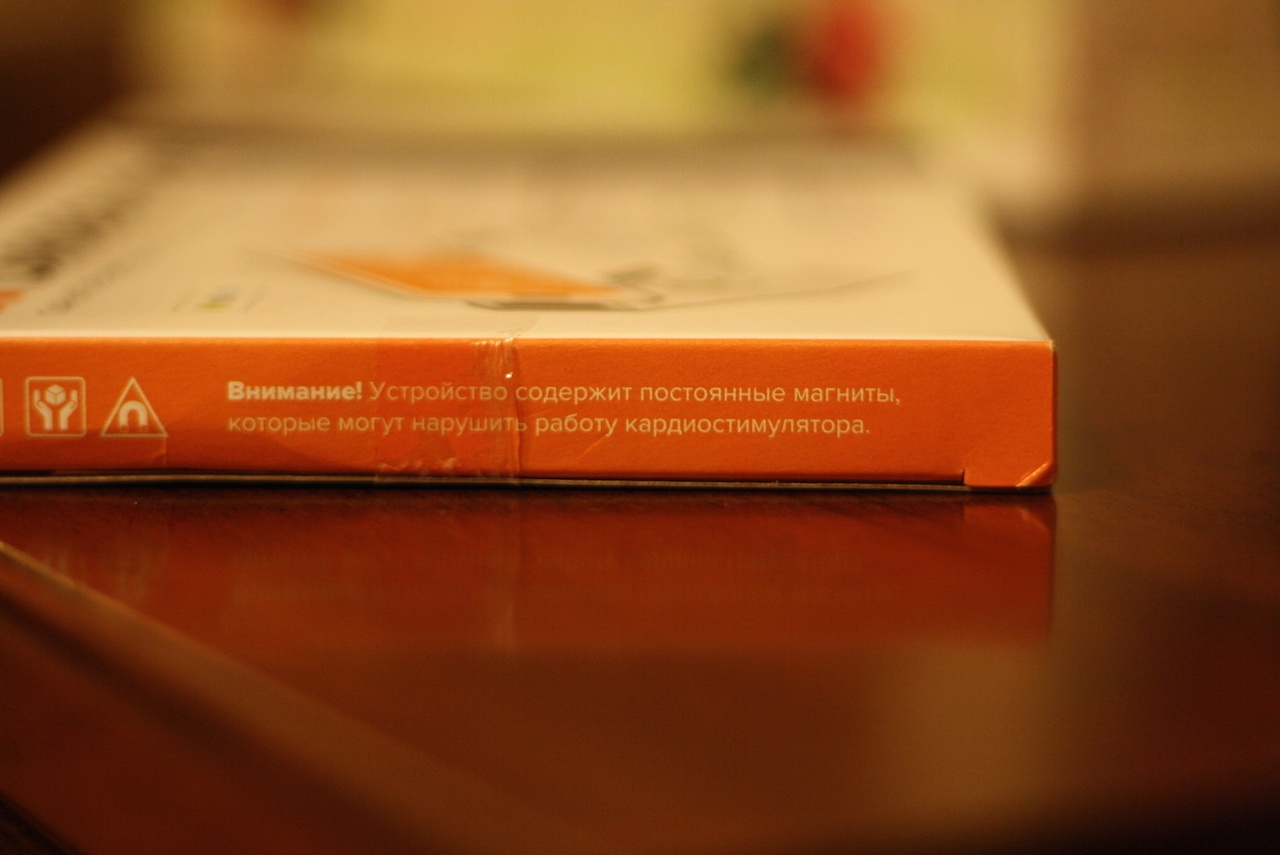 Внимание! Устройство содержит постоянные магниты,
которые могут нарушить работу кардиостимулятора.